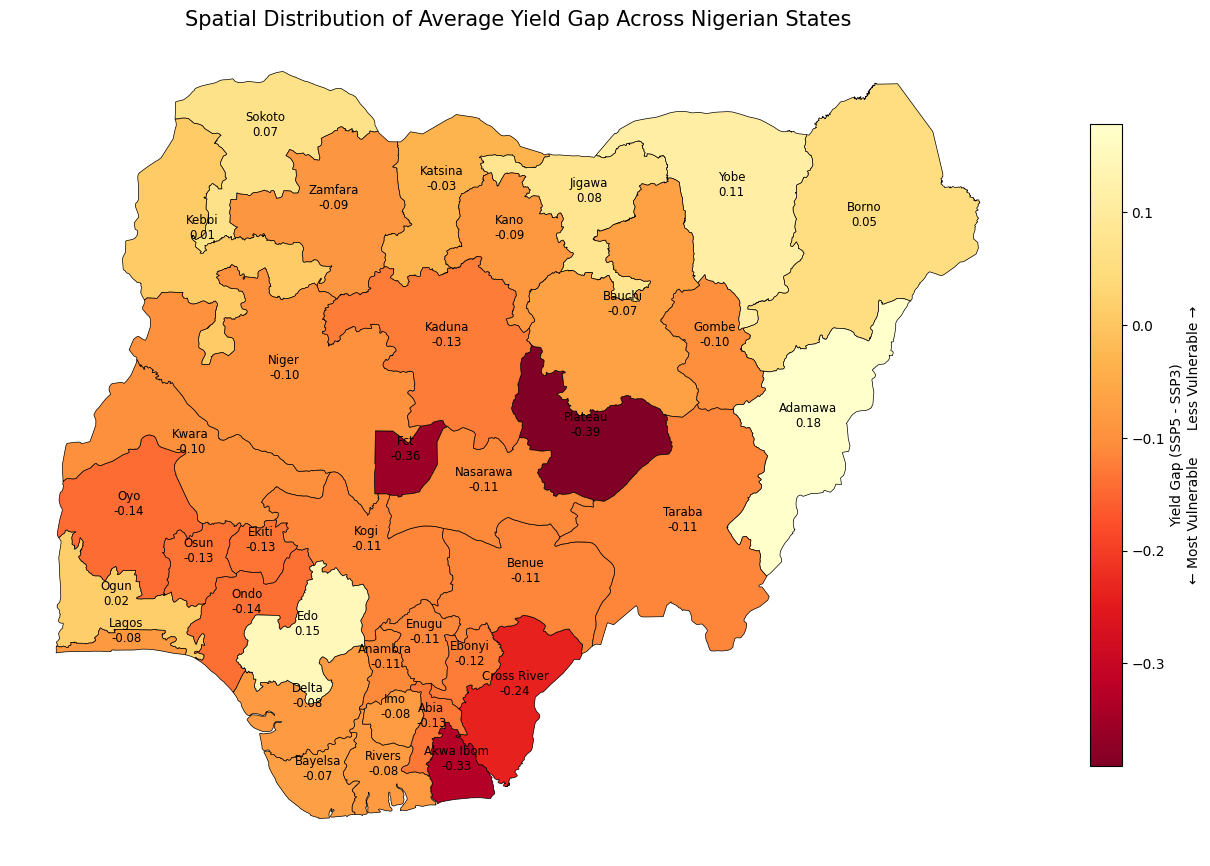 Spatial Distribution of Average Yield Gap Across Nigerian States
Sokoto
0.07
Katsina
-0.03
Zamfara
-0.09
Jigawa
0.08
Yobe
0.11
Borno
0.05
Kebbi
0.01
Kano
-0.09
Bauchi
-0.07
Kaduna
-0.13
Gombe
-0.10
Niger
-0.10
Adamawa
0.18
Plateau
-0.39
Kwara
-0.10
Fct
-0.36
Nasarawa
-0.11
Oyo
-0.14
Taraba
-0.11
Kogi
-0.11
Ekiti
-0.13
Osun
-0.13
Benue
-0.11
Ogun
0.02
Ondo
-0.14
Edo
0.15
Lagos
-0.08
Enugu
-0.11
Anambra
-0.11
Ebonyi
-0.12
Cross River
-0.24
Delta
-0.08
Imo
-0.08
Abia
-0.13
Akwa Ibom
-0.33
Rivers
-0.08
Bayelsa
-0.07
0.1
0.0
−0.1
−0.2
−0.3
Yield Gap (SSP5 - SSP3)
← Most Vulnerable      Less Vulnerable →